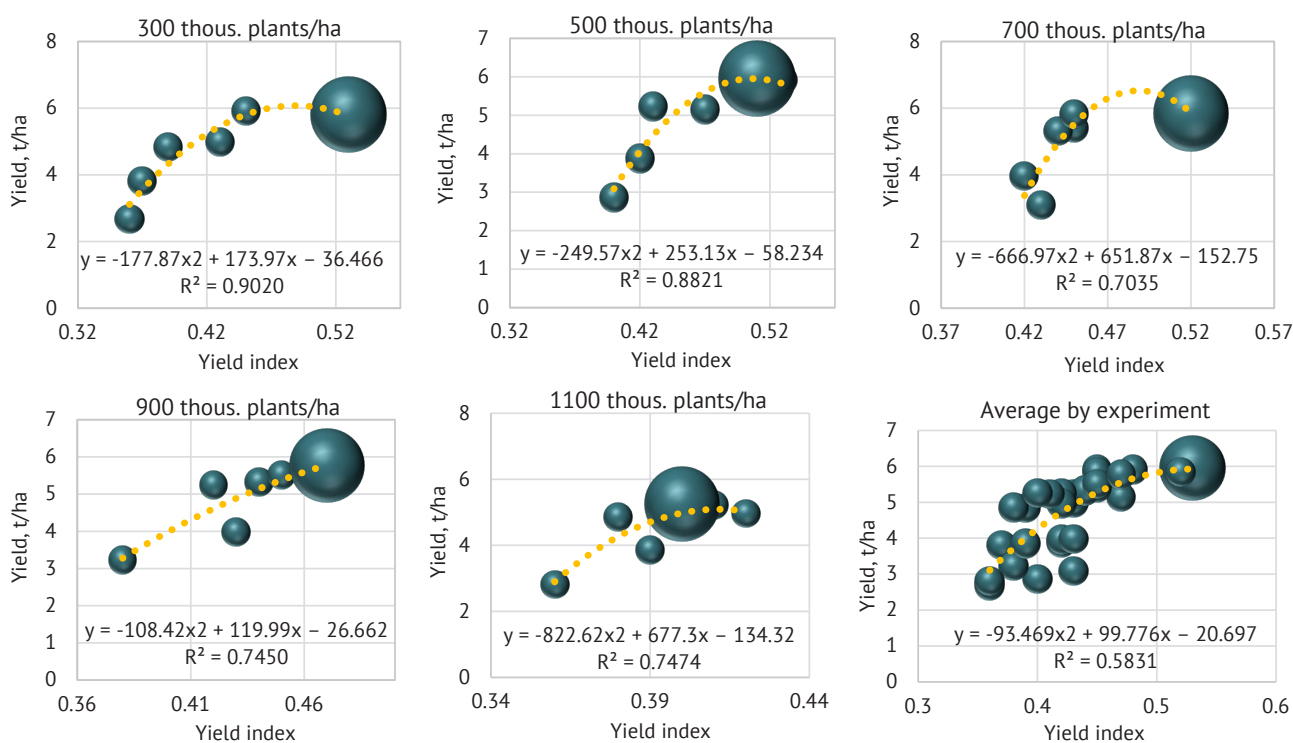 300 thous. plants/ha
Yield, t/ha
8
6
4
2
0
y = -177.87x2 + 173.97x − 36.466
R² = 0.9020
0.32
0.42
0.52
Yield index
500 thous. plants/ha
Yield, t/ha
7
6
5
4
3
2
1
0
y = -249.57x2 + 253.13x − 58.234
R² = 0.8821
0.32
0.42
0.52
Yield index
700 thous. plants/ha
Yield, t/ha
8
6
4
2
0
y = -666.97x2 + 651.87x − 152.75
R² = 0.7035
0.37
0.42
0.47
0.52
0.57
Yield index
900 thous. plants/ha
Yield, t/ha
7
6
5
4
3
2
1
0
y = -108.42x2 + 119.99x − 26.662
R² = 0.7450
0.36
0.41
0.46
Yield index
1100 thous. plants/ha
Yield, t/ha
8
6
4
2
0
y = -822.62x2 + 677.3x − 134.32
R² = 0.7474
0.34
0.39
0.44
Yield index
Average by experiment
Yield, t/ha
7
6
5
4
3
2
1
0
y = -93.469x2 + 99.776x − 20.697
R² = 0.5831
0.3
0.4
0.5
0.6
Yield index